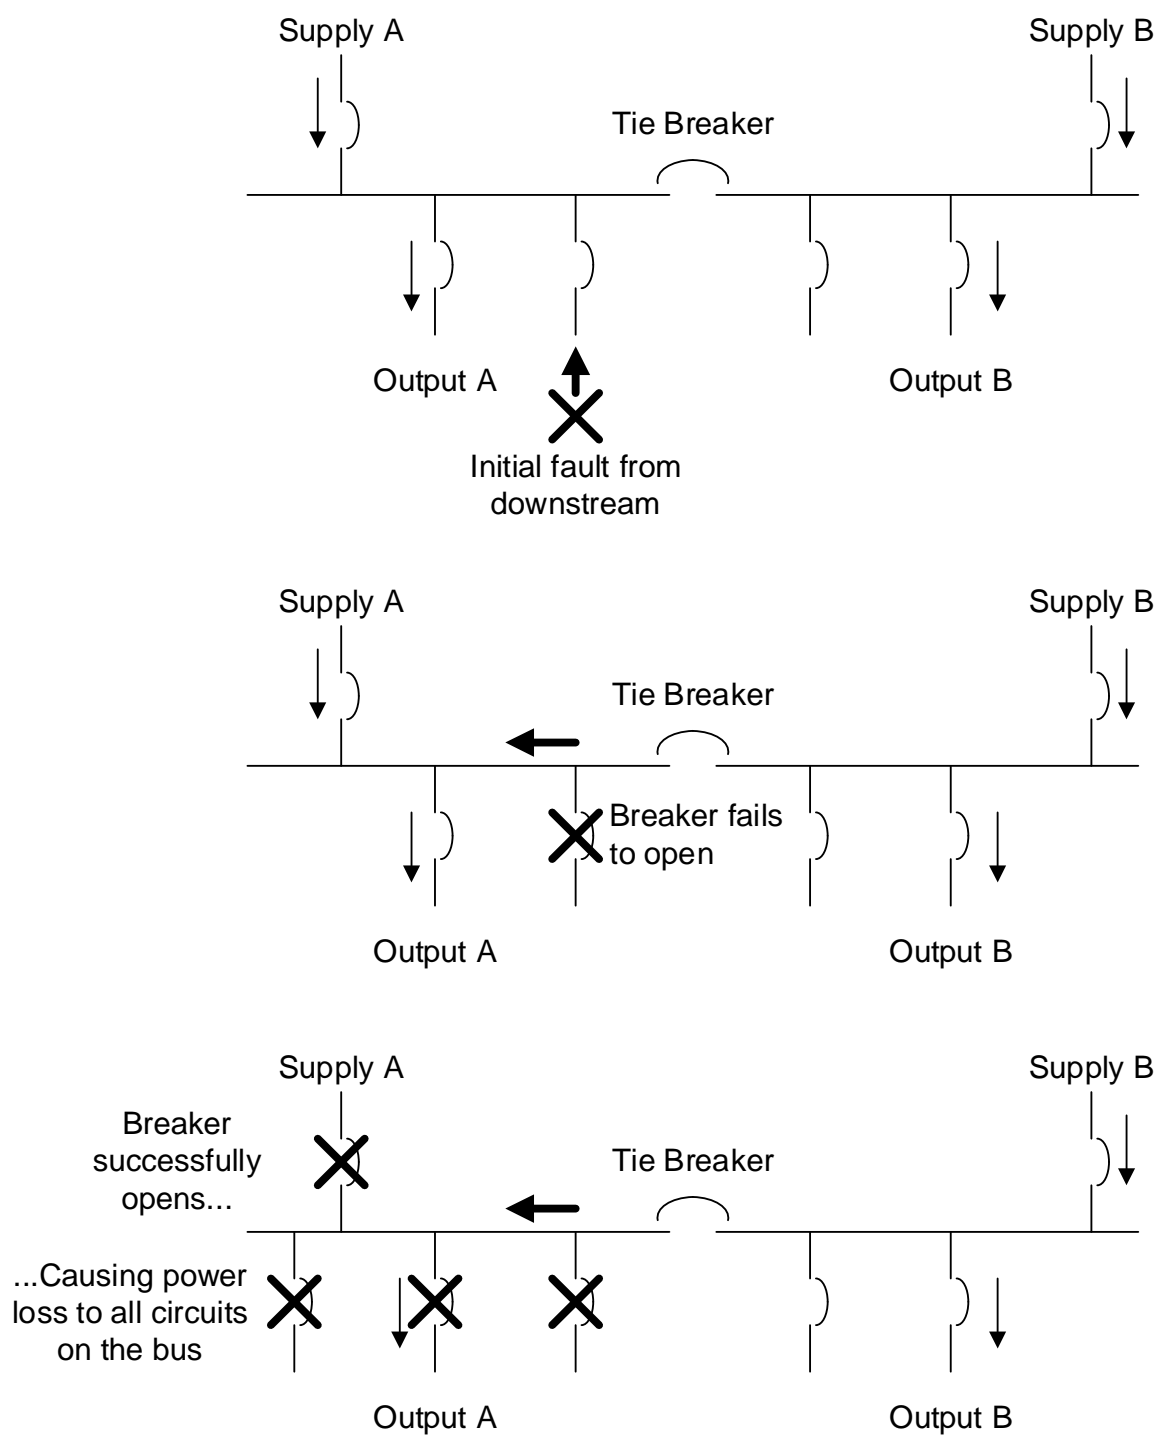 Supply A
Supply B
Tie Breaker
Output A
Output B
Initial fault from
downstream
Supply A
Supply B
Tie Breaker
Breaker fails
to open
Output A
Output B
Supply A
Supply B
Breaker
successfully
opens...
Tie Breaker
...Causing power
loss to all circuits
on the bus
Output A
Output B